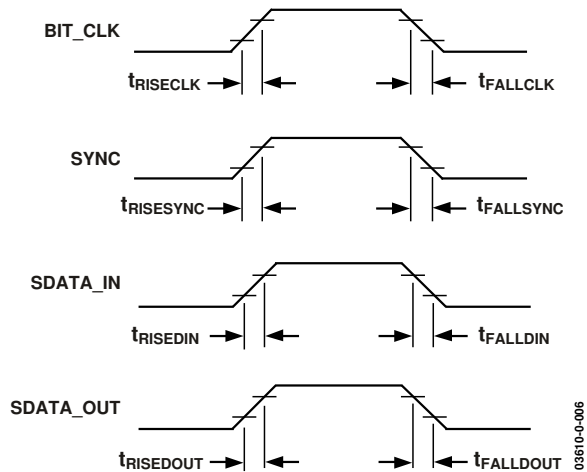 BIT_CLK
tRISECLK
tFALLCLK
SYNC
tRISESYNC
tFALLSYNC
SDATA_IN
tRISEDIN
tFALLDIN
SDATA_OUT
tRISEDOUT
tFALLDOUT
03610-0-006